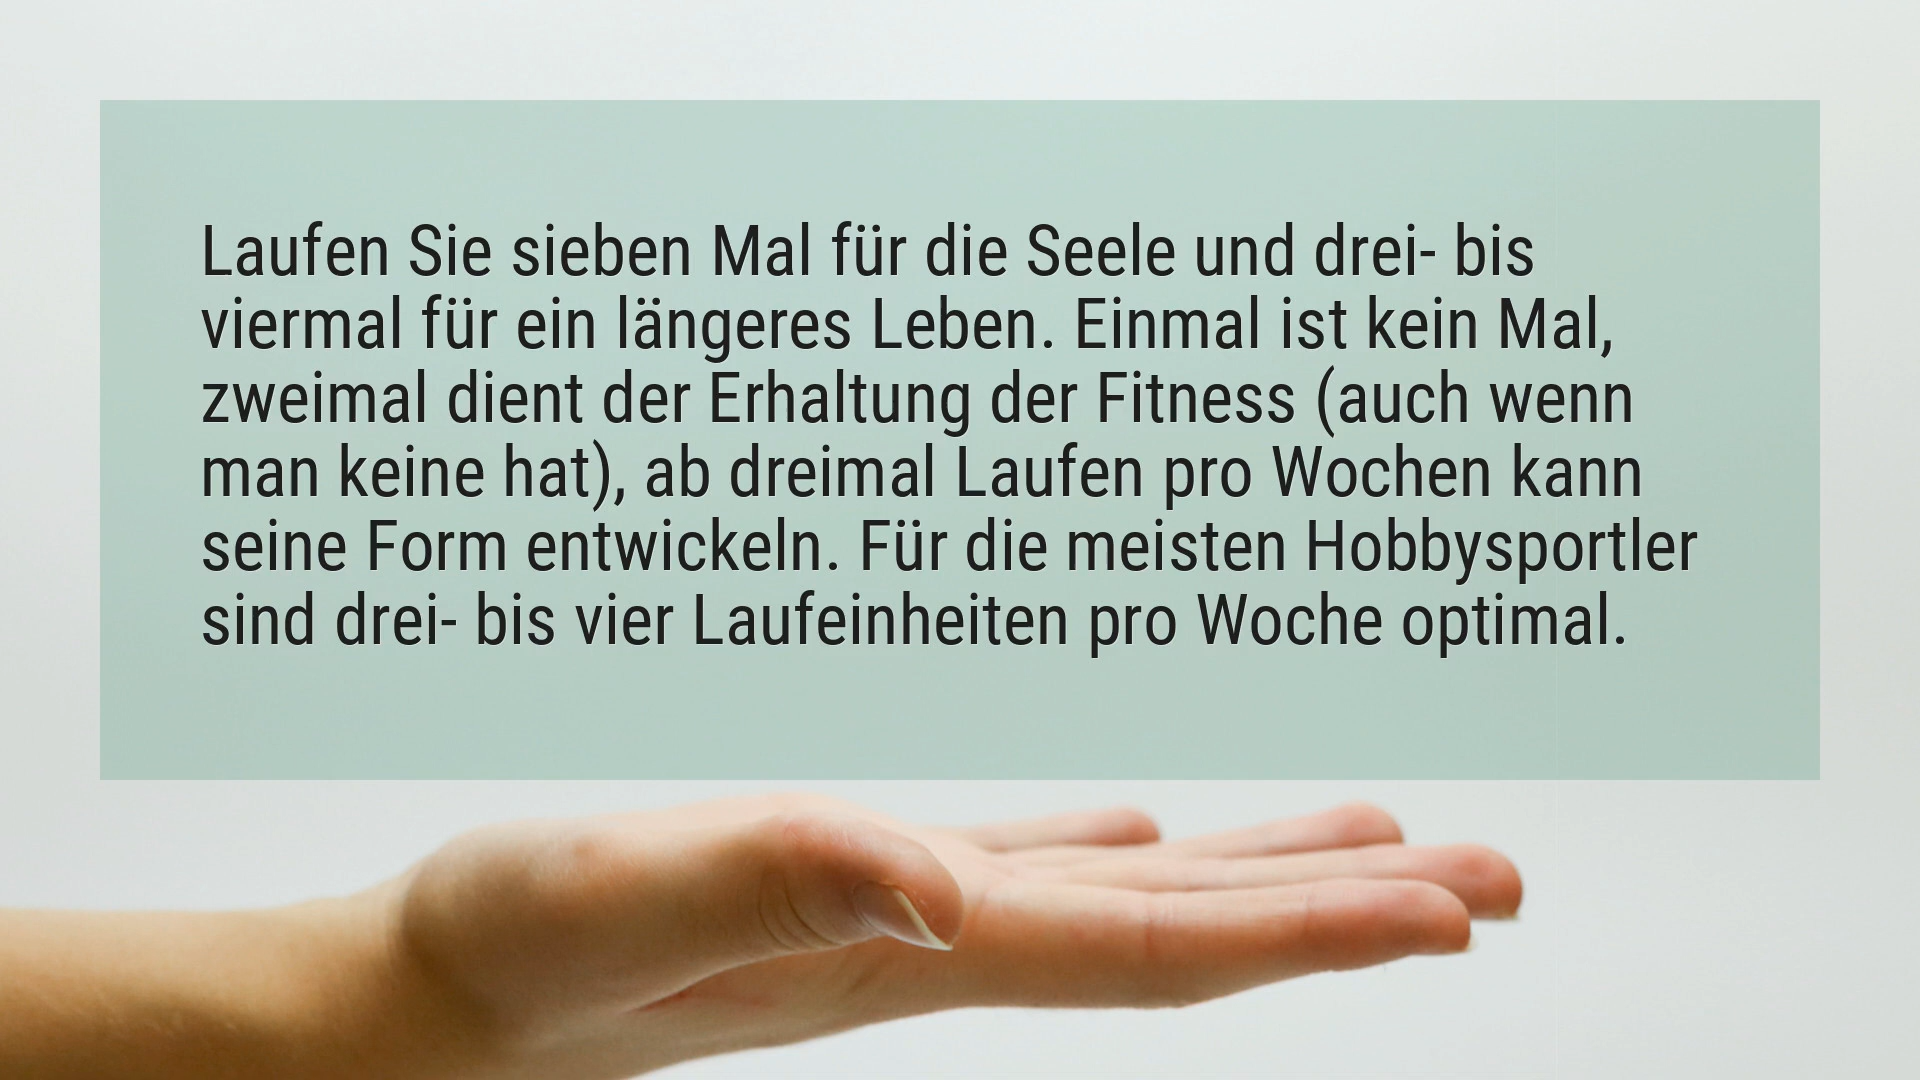 Laufen Sie sieben Mal für die Seele und drei- bis
viermal für ein längeres Leben. Einmal ist kein Mal,
zweimal dient der Erhaltung der Fitness (auch wenn
man keine hat), ab dreimal Laufen pro Wochen kann
seine Form entwickeln. Für die meisten Hobbysportler
sind drei- bis vier Laufeinheiten pro Woche optimal.